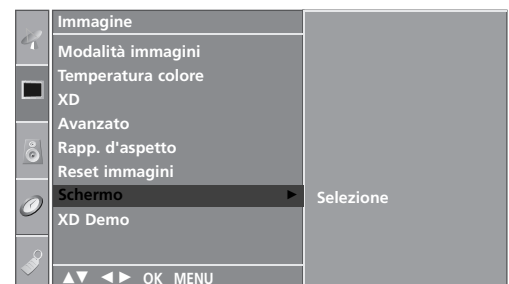 Immagine
Modalità immagini
Temperatura colore
XD
Avanzato
Rapp. d'aspetto
Reset immagini
Schermo ► Selezione
XD Demo
▲▼ ◄► OK MENU